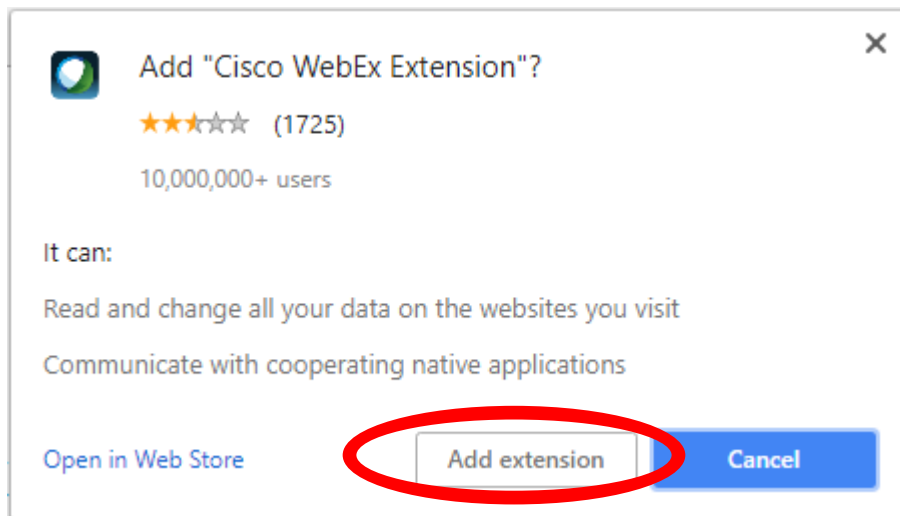 Add "Cisco WebEx Extension"?
(1725)
10,000,000+ users
It can:
Read and change all your data on the websites you visit
Communicate with cooperating native applications
Open in Web Store Add extension Cancel